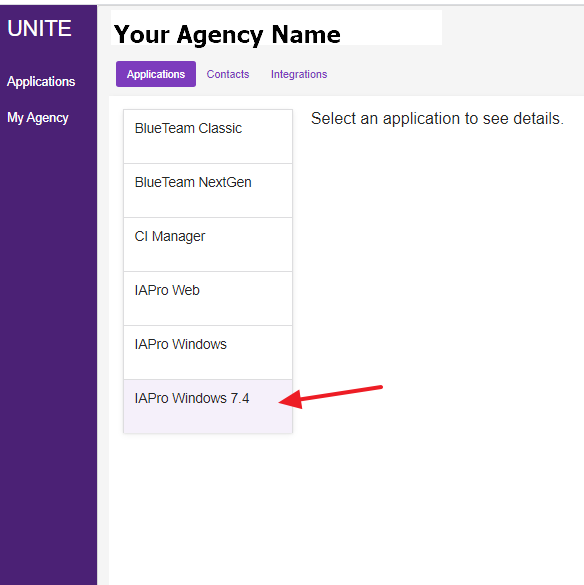 UNITE
Your Agency Name
Applications
My Agency
Applications Contacts Integrations
BlueTeam Classic
BlueTeam NextGen
CI Manager
IAPro Web
IAPro Windows
IAPro Windows 7.4
Select an application to see details.